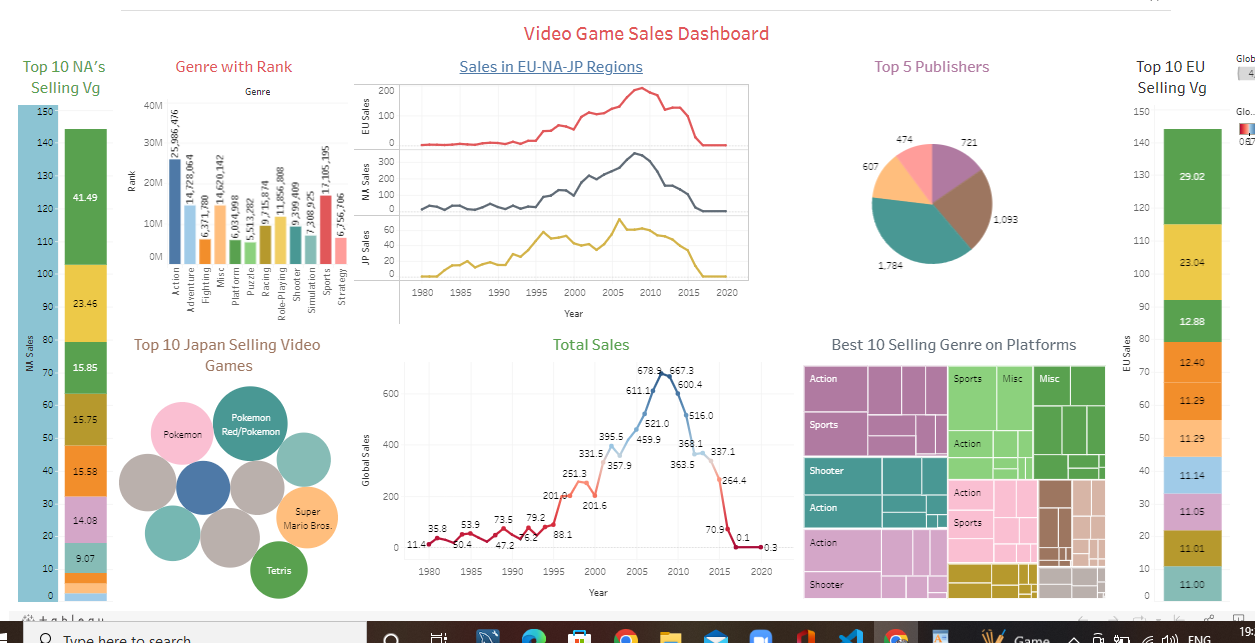 Video Game Sales Dashboard
Top 10 NA's
Selling Vg
NA Sales
150
140
130
120
110
100
90
80
70
60
50
40
30
20
10
0
41.49
23.46
15.85
15.75
15.58
14.08
9.07
Genre with Rank
Genre
Rank
40M
30M
20M
10M
0M
25,986,476
14,728,064
6,371,780
14,620,142
6,034,998
5,513,282
9,715,874
11,856,808
9,399,409
7,308,925
17,105,195
6,756,706
Action
Adventure
Fighting
Misc
Platform
Puzzle
Racing
Role-Playing
Shooter
Simulation
Sports
Strategy
Sales in EU-NA-JP Regions
EU Sales
200
100
0
NA Sales
300
200
100
0
JP Sales
60
40
20
0
1980
1985
1990
1995
2000
2005
2010
2015
2020
Year
Top 5 Publishers
474
721
607
1,093
1,784
Top 10 EU
Selling Vg
EU Sales
150
140
130
120
110
100
90
80
70
60
50
40
30
20
10
0
29.02
23.04
12.88
12.40
11.29
11.29
11.14
11.05
11.01
11.00
Glob
4,
Glo..
Top 10 Japan Selling Video
Games
Pokemon
Pokemon
Red/Pokemon
Super
Mario Bros.
Tetris
Total Sales
Global Sales
600
400
200
0
11.4
35.8
50.4
53.9
47.2
73.5
76.2
79.2
88.1
201.0
251.3
201.6
331.5
395.5
357.9
459.9
521.0
611.1
678.9
667.3
600.4
516.0
368.1
363.5
337.1
264.4
70.9
0.1
0.3
1980
1985
1990
1995
2000
2005
2010
2015
2020
Year
Best 10 Selling Genre on Platforms
Action
Sports
Shooter
Action
Action
Shooter
Sports
Misc
Action
Action
Sports
Misc
Type here to search
Game
ENG
19: